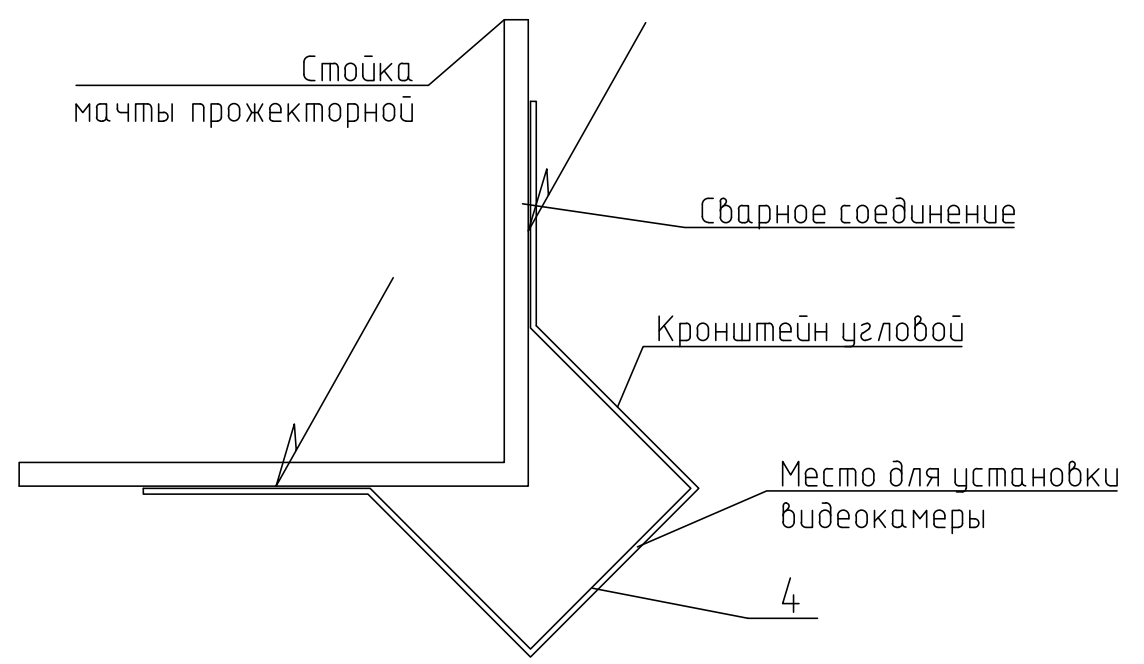 Стойка
мачты прожекторной
Сварное соединение
Кронштейн угловой
Место для установки
видеокамеры
4